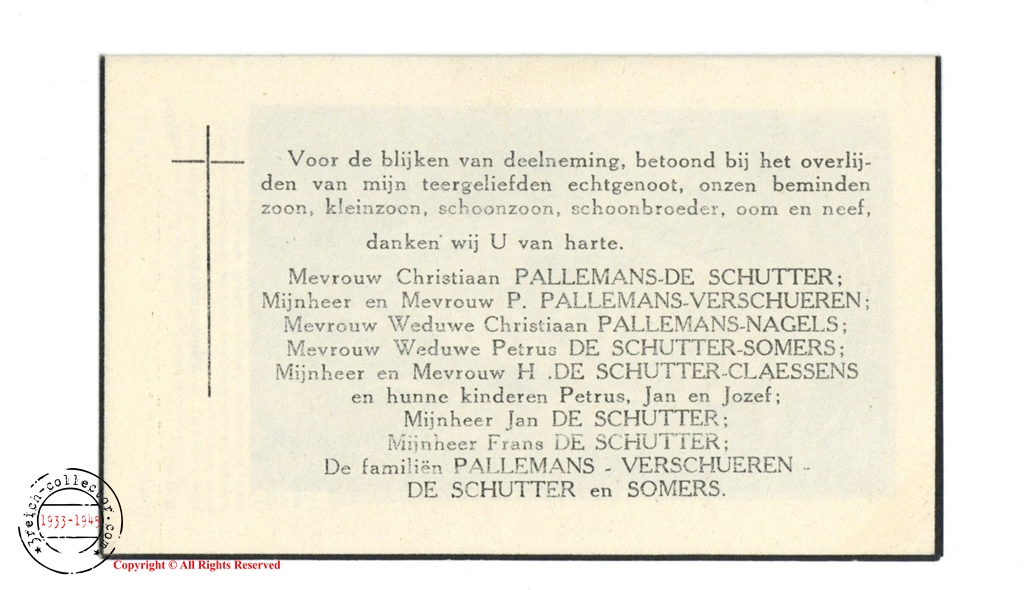 Voor de blijken van deelneming, betoond bij het overlij-
den van mijn teergeliefden echtgenoot, onzen beminden
zoon, kleinzoon, schoonzoon, schoonbroeder, oom en neef,
danken wij U van harte.
Mevrouw Christiaan PALLEMANS-DE SCHUTTER;
Mijnheer en Mevrouw P. PALLEMANS-VERSCHUEREN;
Mevrouw Weduwe Christiaan PALLEMANS-NAGELS;
Mevrouw Weduwe Petrus DE SCHUTTER-SOMERS;
Mijnheer en Mevrouw H .DE SCHUTTER-CLAESSENS
en hunne kinderen Petrus, Jan en Jozef;
Mijnheer Jan DE SCHUTTER;
Mijnheer Frans DE SCHUTTER;
De familiën PALLEMANS - VERSCHUEREN -
DE SCHUTTER en SOMERS.
3reich-collector.com
1933-1945
Copyright © All Rights Reserved